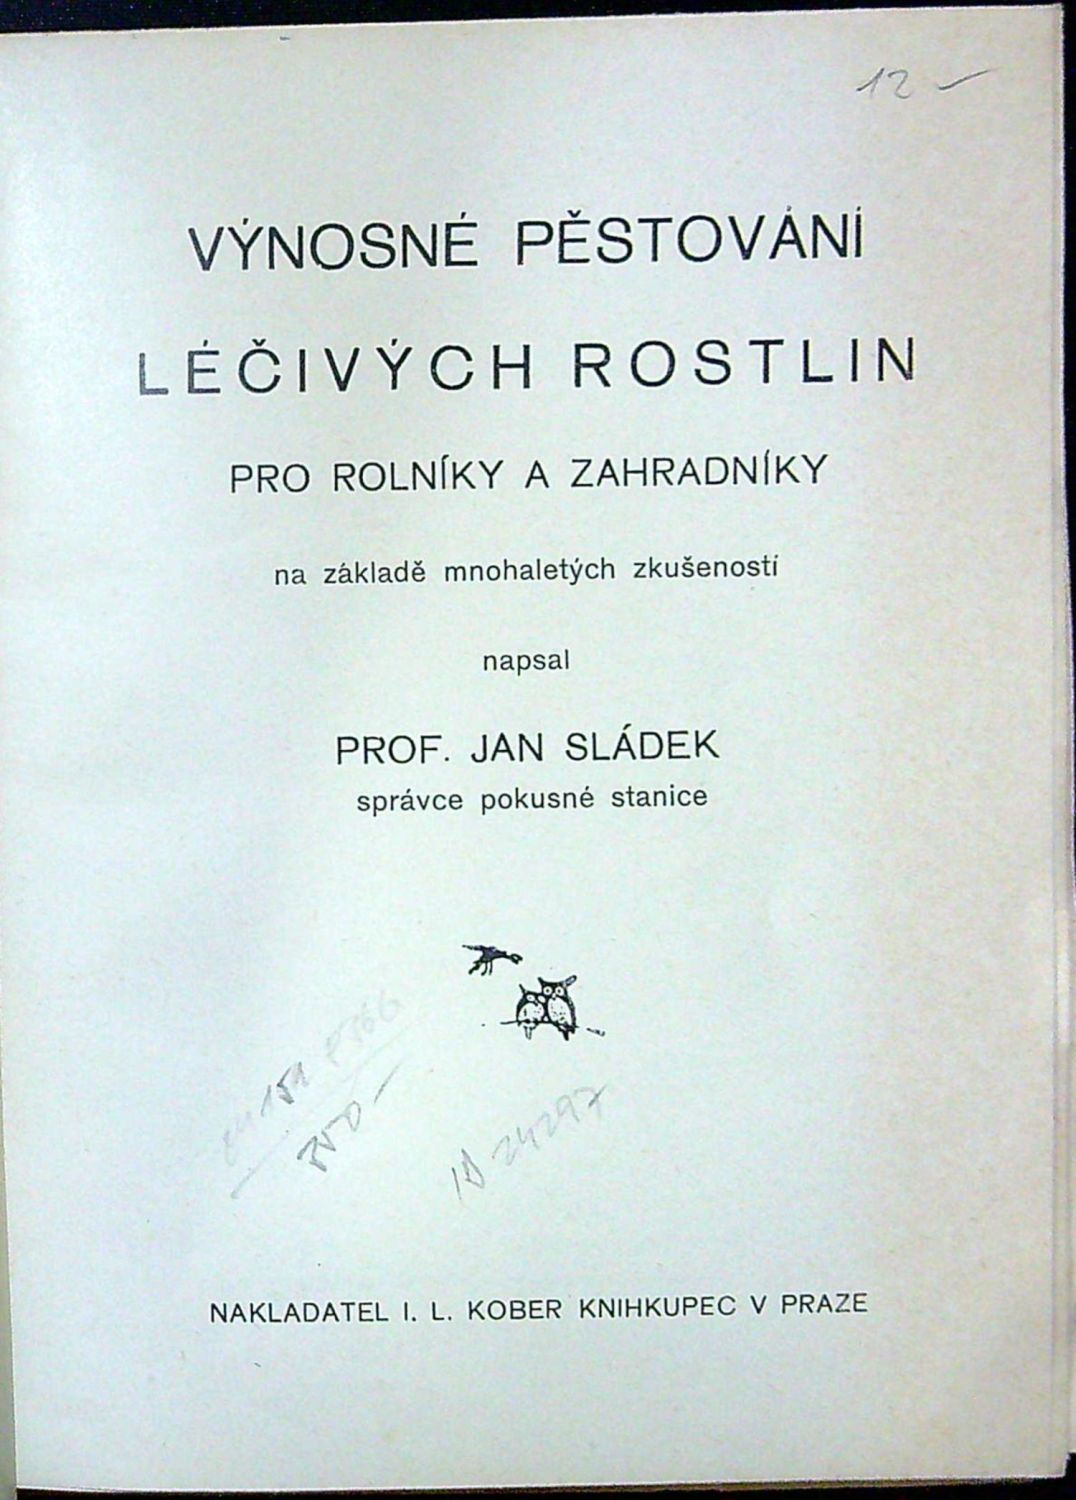 12 –
VÝNOSNÉ PĚSTOVÁNÍ
LÉČIVÝCH ROSTLIN
PRO ROLNÍKY A ZAHRADNÍKY
na základě mnohaletých zkušeností
napsal
PROF. JAN SLÁDEK
správce pokusné stanice
NAKLADATEL I. L. KOBER KNIHKUPEC V PRAZE